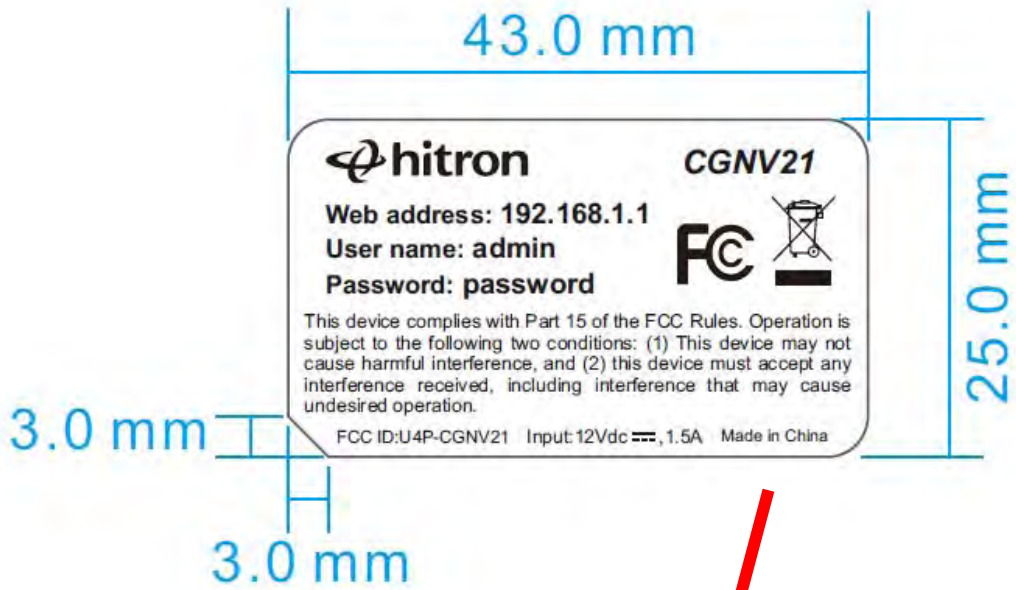 43.0 mm
hitron CGNV21
Web address: 192.168.1.1
User name: admin
Password: password
FC
25.0 mm
This device complies with Part 15 of the FCC Rules. Operation is
subject to the following two conditions: (1) This device may not
cause harmful interference, and (2) this device must accept any
interference received, including interference that may cause
undesired operation.
3.0 mm
FCC ID:U4P-CGNV21 Input:12Vdc ⎓, 1.5A Made in China
3.0 mm